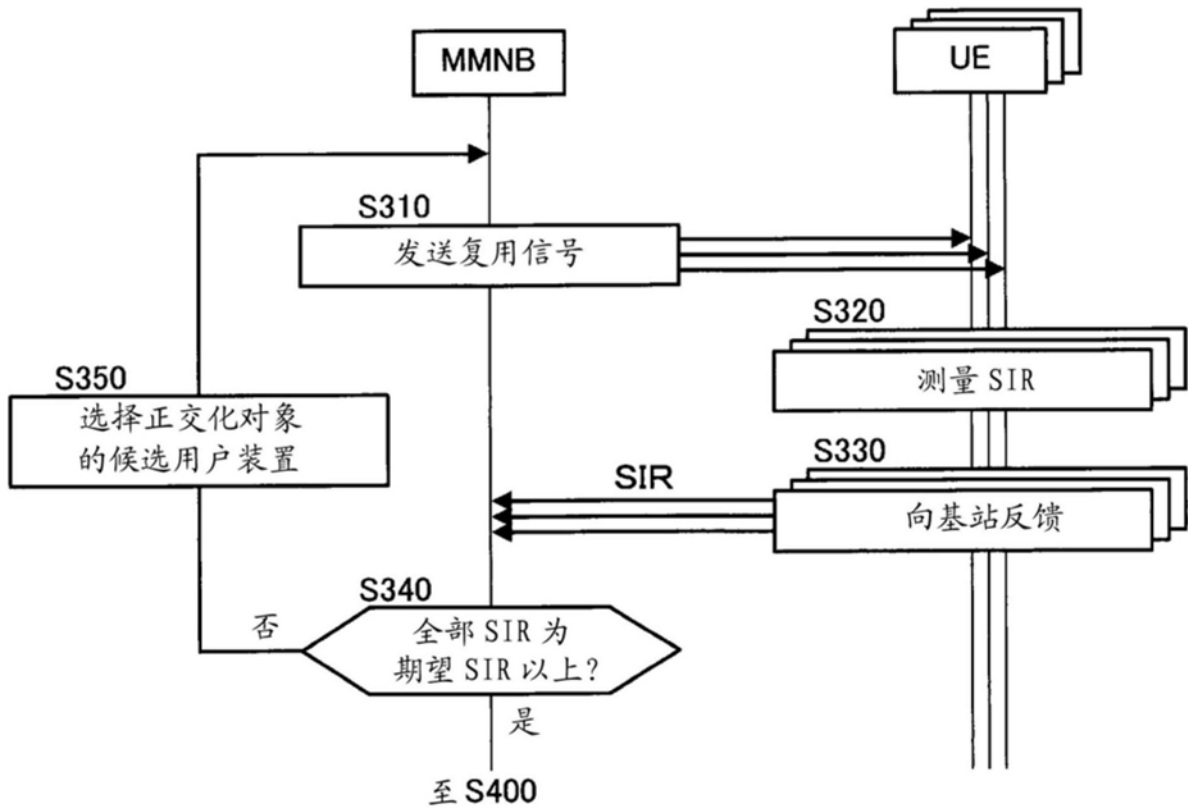 MMNB
UE
S310
发送复用信号
S320
测量 SIR
S350
选择正交化对象
的候选用户装置
S330
SIR
向基站反馈
S340
否
全部 SIR 为
期望 SIR 以上?
是
至 S400